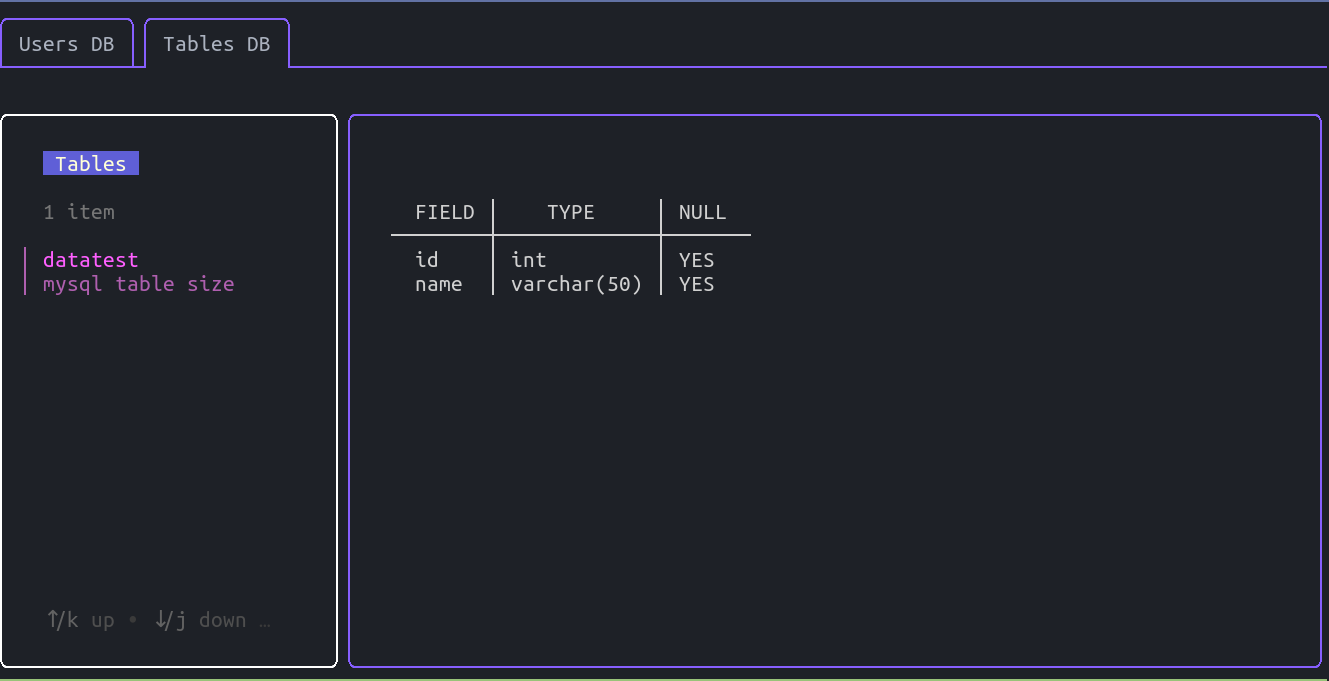 Users DB
Tables DB
Tables
1 item
datatest
mysql table size
↑/k up • ↓/j down …
FIELD TYPE NULL
id int YES
name varchar(50) YES